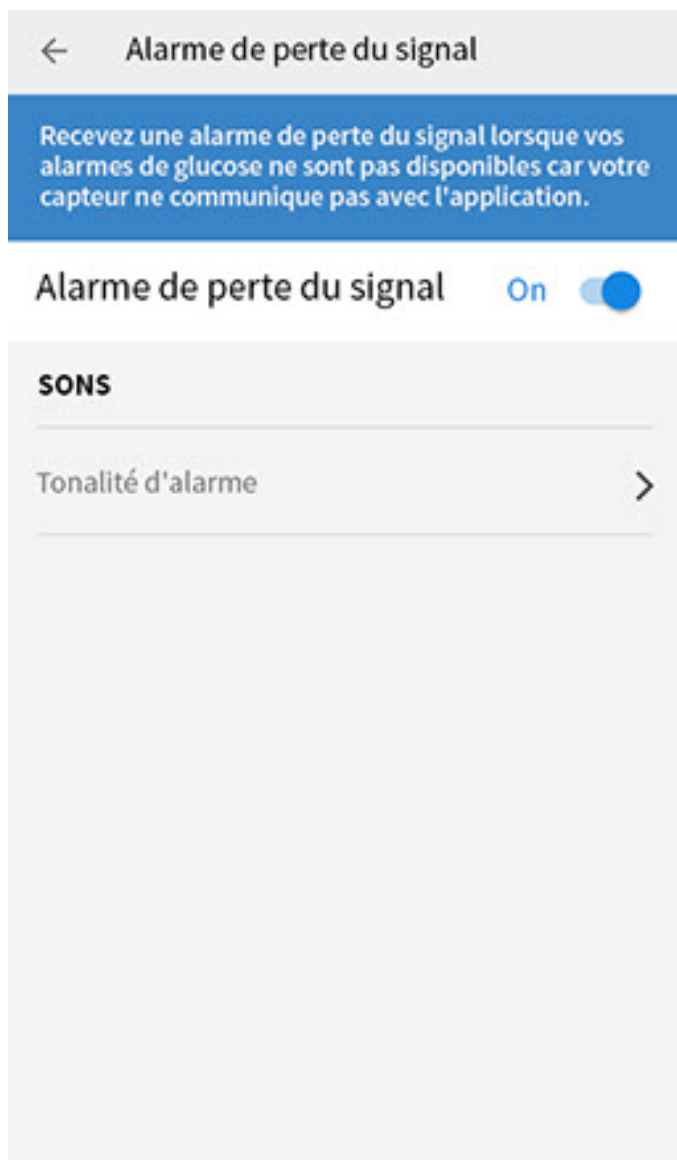 Alarme de perte du signal
Recevez une alarme de perte du signal lorsque vos
alarmes de glucose ne sont pas disponibles car votre
capteur ne communique pas avec l'application.
Alarme de perte du signal On
SONS
Tonalité d'alarme